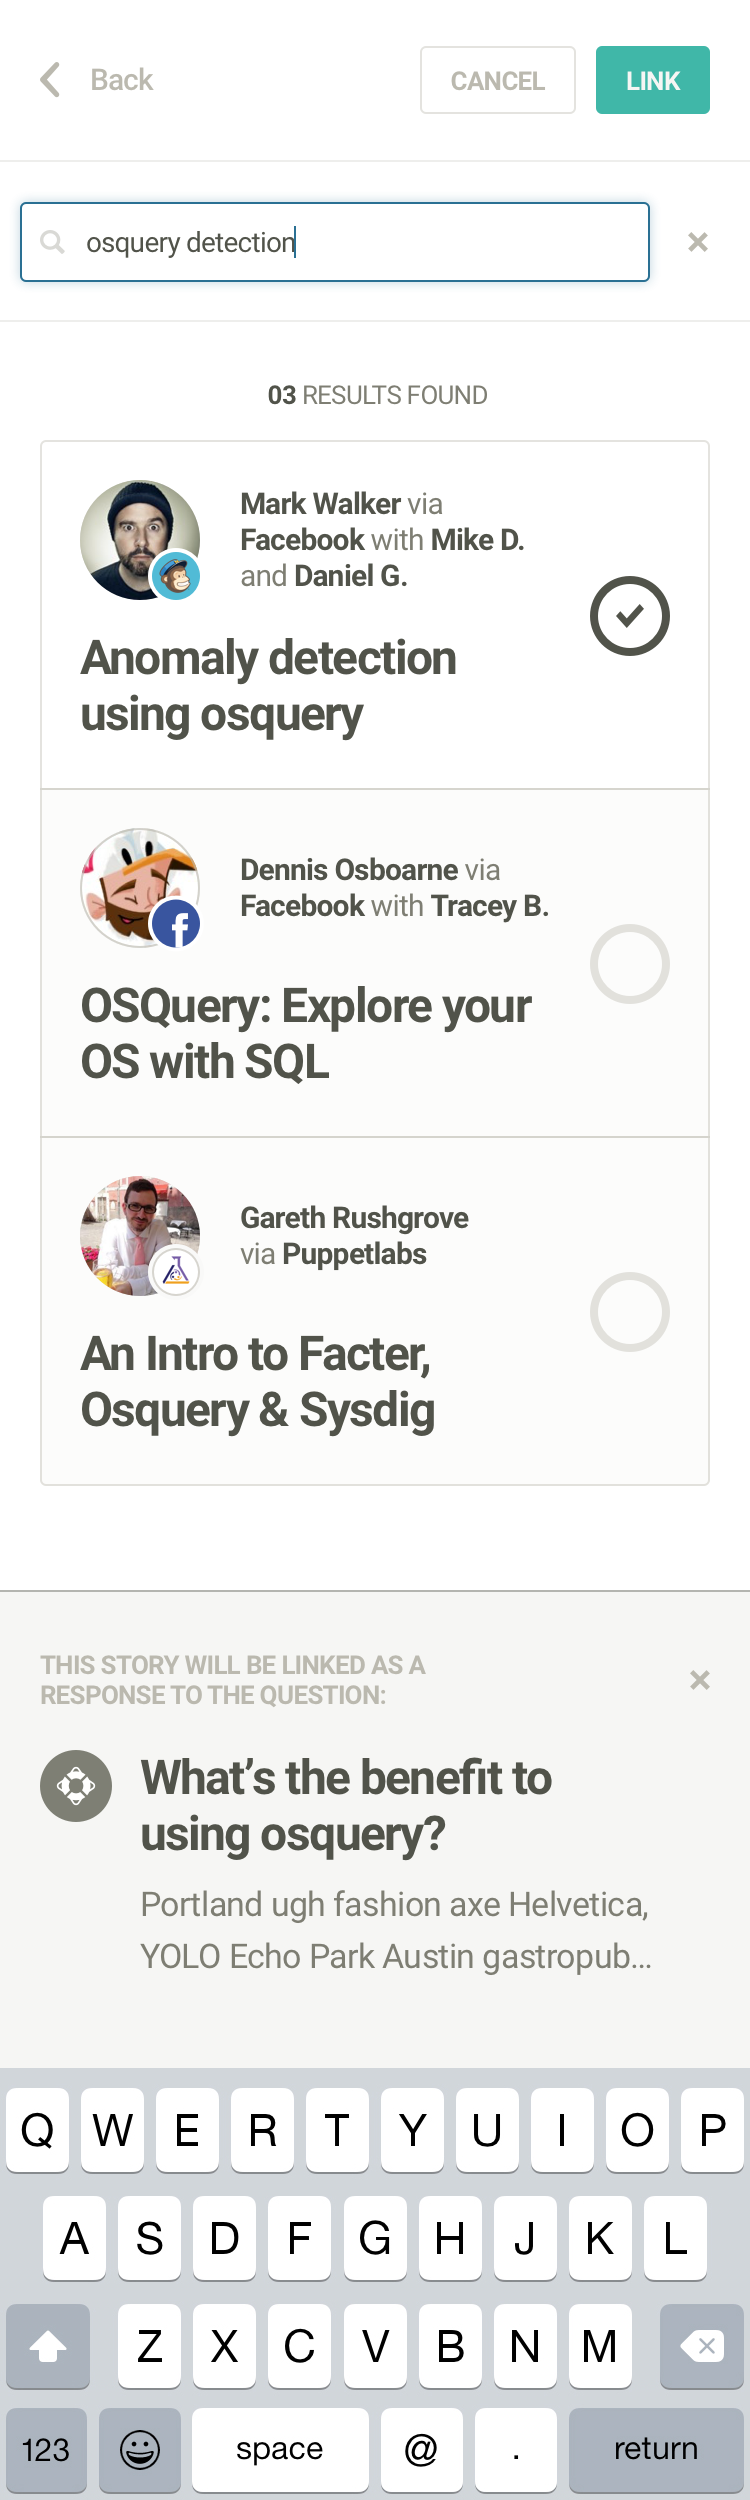 Back
CANCEL
LINK
osquery detection
03 RESULTS FOUND
Mark Walker via
Facebook with Mike D.
and Daniel G.
Anomaly detection
using osquery
Dennis Osboarne via
Facebook with Tracey B.
OSQuery: Explore your
OS with SQL
Gareth Rushgrove
via Puppetlabs
An Intro to Facter,
Osquery & Sysdig
THIS STORY WILL BE LINKED AS A
RESPONSE TO THE QUESTION:
What’s the benefit to
using osquery?
Portland ugh fashion axe Helvetica,
YOLO Echo Park Austin gastropub...
Q W E R T Y U I O P
A S D F G H J K L
Z X C V B N M
123 space @ . return